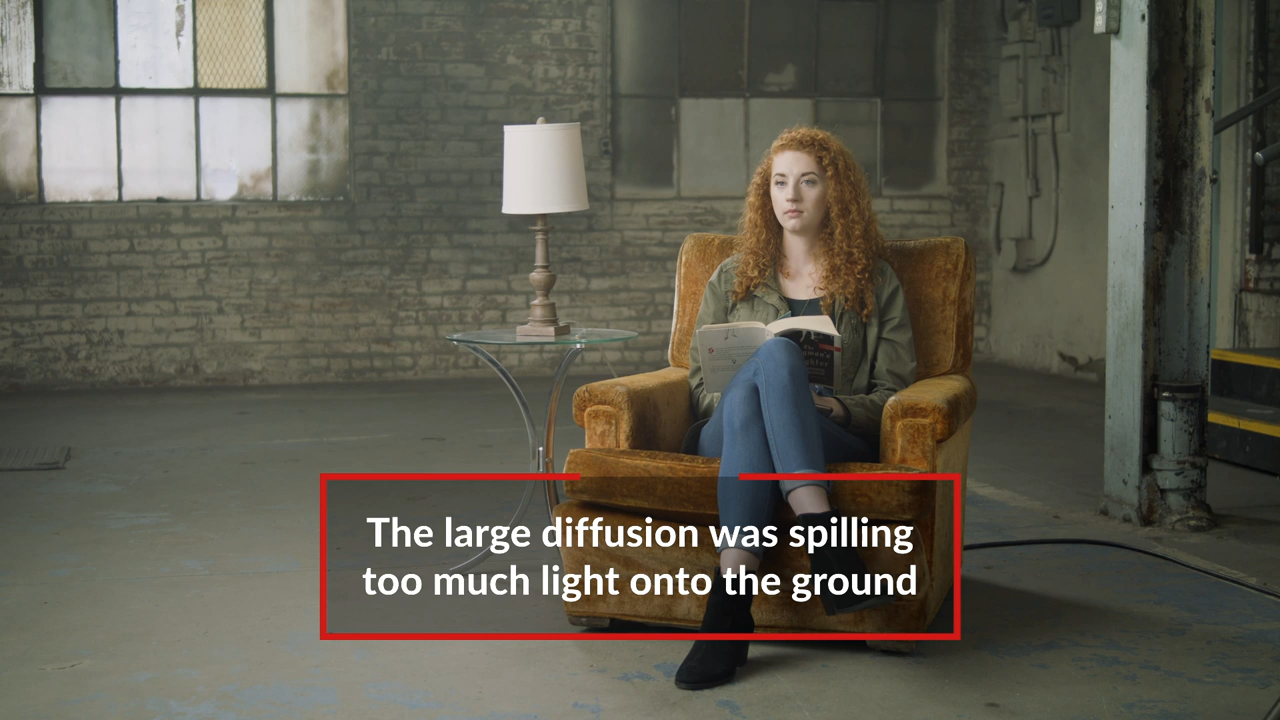 The large diffusion was spilling
too much light onto the ground